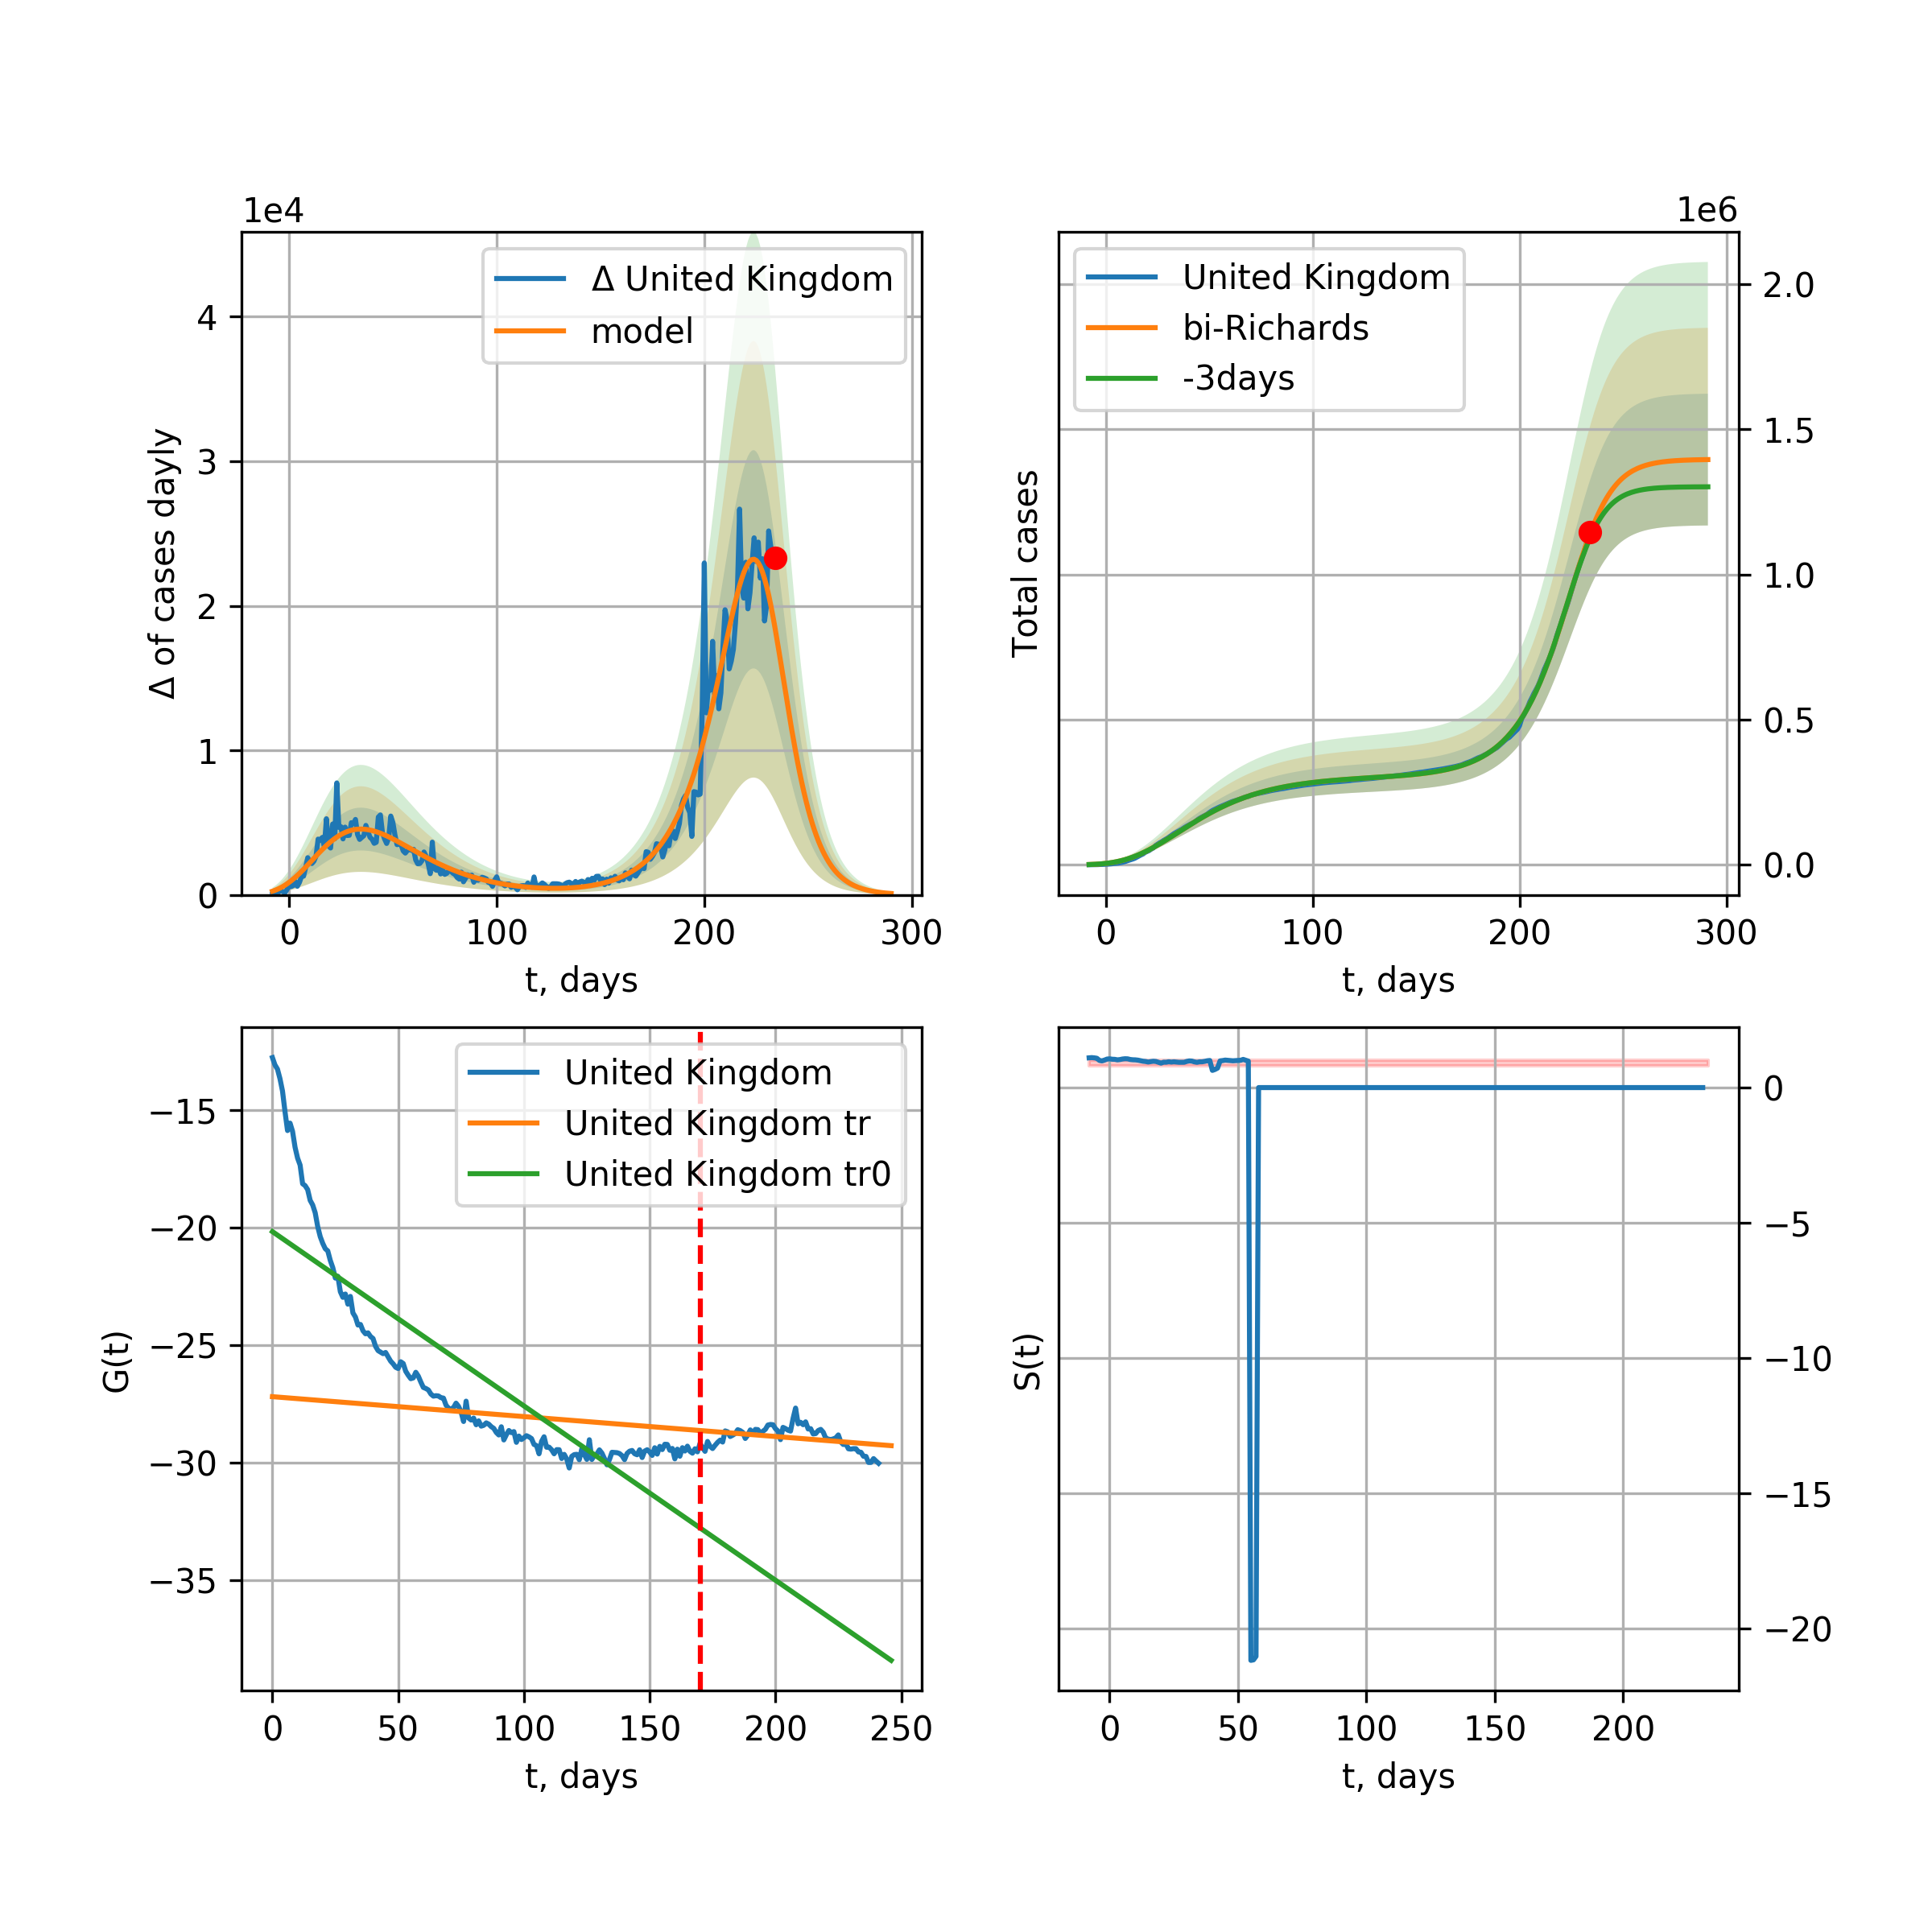 1e4
Δ United Kingdom
model
4
3
2
1
0
Δ of cases dayly
0 100 200 300
t, days
1e6
United Kingdom
bi-Richards
-3days
2.0
1.5
1.0
0.5
0.0
Total cases
0 100 200 300
t, days
United Kingdom
United Kingdom tr
United Kingdom tr0
−15
−20
−25
−30
−35
G(t)
0 50 100 150 200 250
t, days
0
−5
−10
−15
−20
S(t)
0 50 100 150 200
t, days